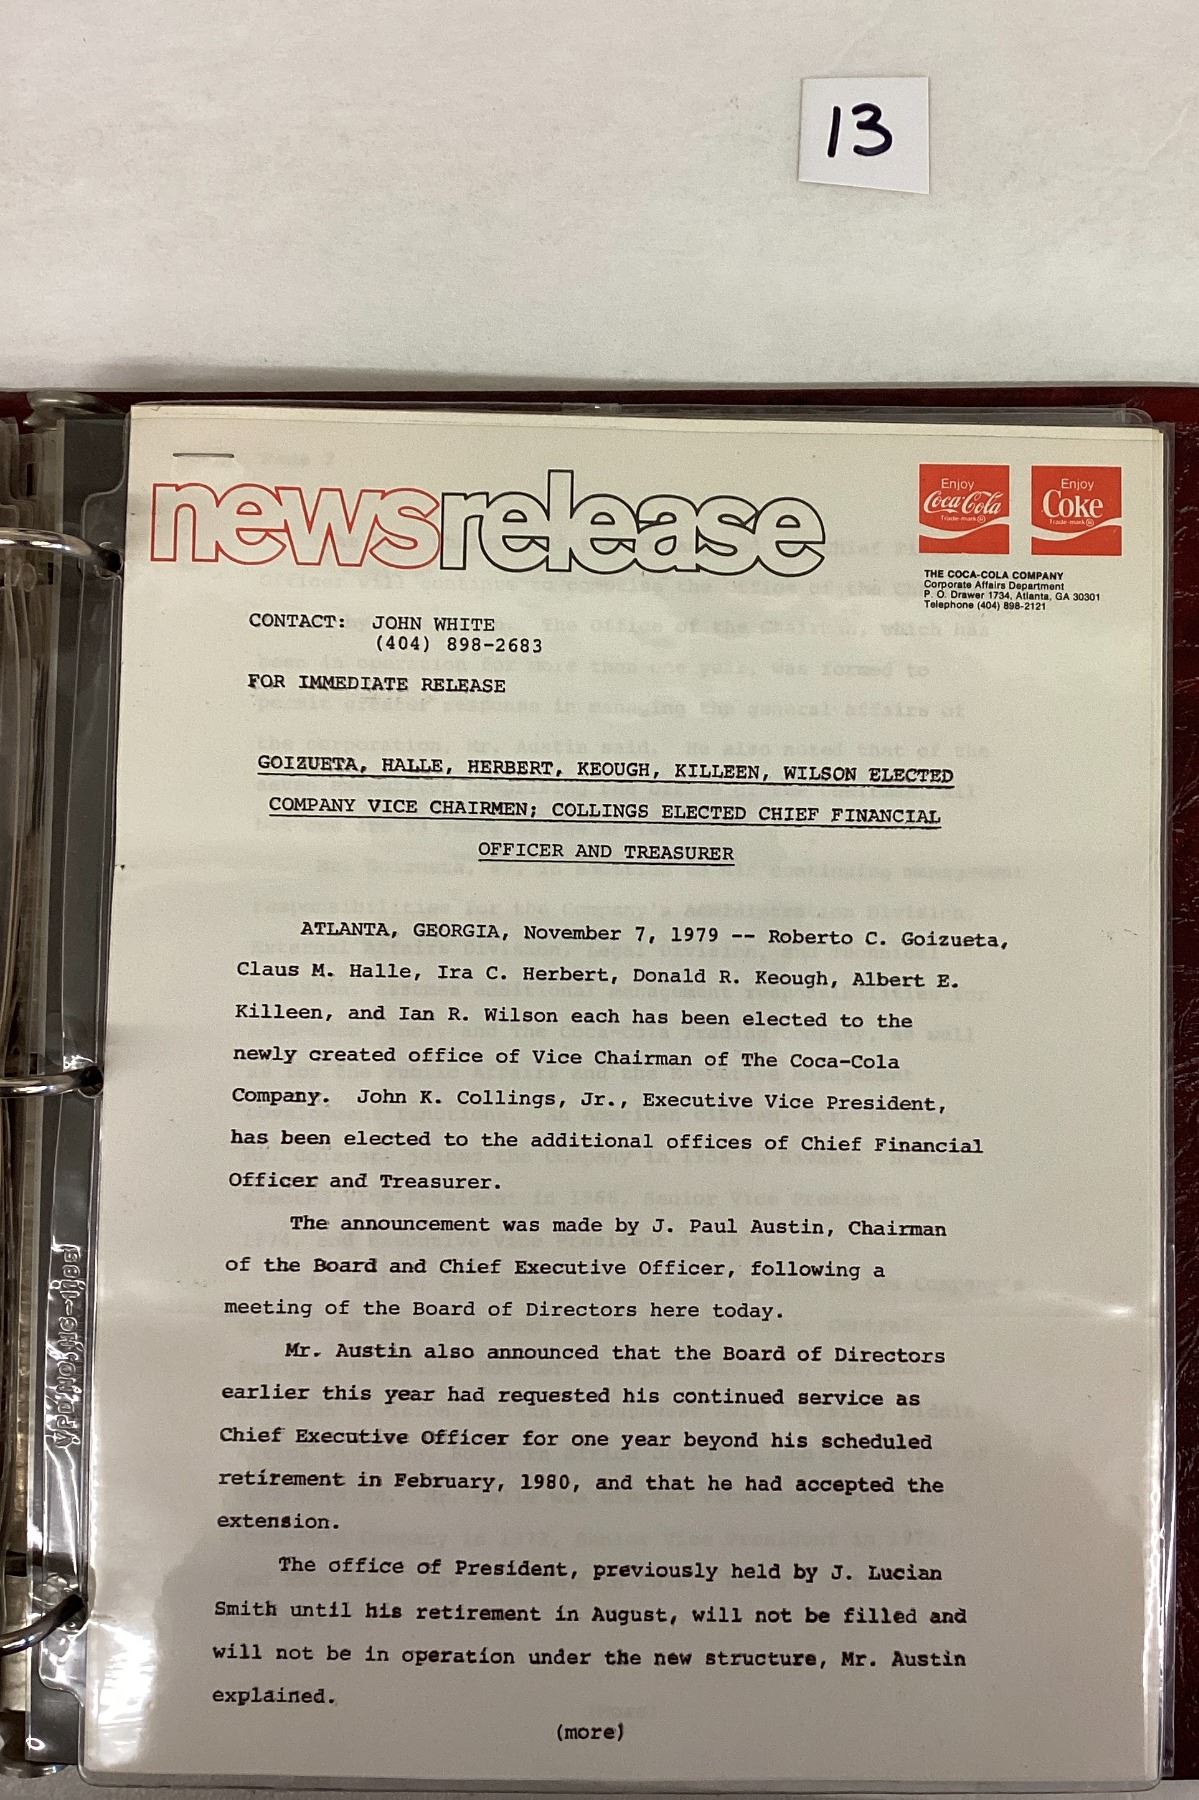 13
newsrelease
Enjoy
Coca-Cola
Trade-mark®
Enjoy
Coke
Trade-mark®
THE COCA-COLA COMPANY
Corporate Affairs Department
P. O. Drawer 1734, Atlanta, GA 30301
Telephone (404) 898-2121
CONTACT: JOHN WHITE
(404) 898-2683
FOR IMMEDIATE RELEASE
GOIZUETA, HALLE, HERBERT, KEOUGH, KILLEEN, WILSON ELECTED
COMPANY VICE CHAIRMEN; COLLINGS ELECTED CHIEF FINANCIAL
OFFICER AND TREASURER
ATLANTA, GEORGIA, November 7, 1979 -- Roberto C. Goizueta,
Claus M. Halle, Ira C. Herbert, Donald R. Keough, Albert E.
Killeen, and Ian R. Wilson each has been elected to the
newly created office of Vice Chairman of The Coca-Cola
Company. John K. Collings, Jr., Executive Vice President,
has been elected to the additional offices of Chief Financial
Officer and Treasurer.
The announcement was made by J. Paul Austin, Chairman
of the Board and Chief Executive Officer, following a
meeting of the Board of Directors here today.
Mr. Austin also announced that the Board of Directors
earlier this year had requested his continued service as
Chief Executive Officer for one year beyond his scheduled
retirement in February, 1980, and that he had accepted the
extension.
The office of President, previously held by J. Lucian
Smith until his retirement in August, will not be filled and
will not be in operation under the new structure, Mr. Austin
explained.
(more)